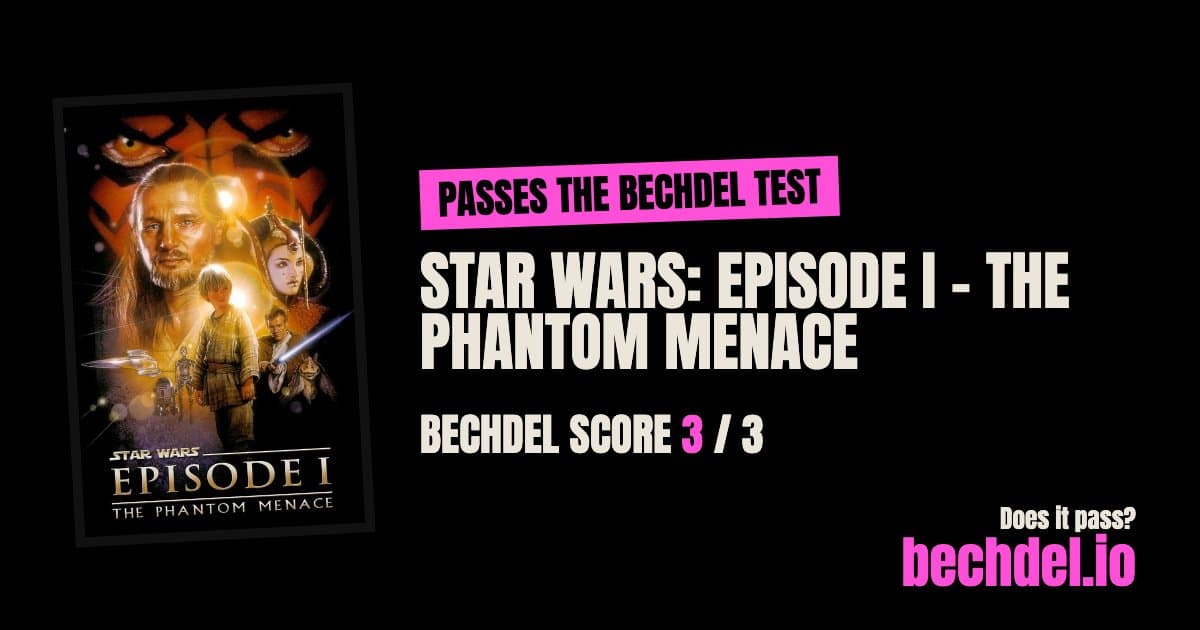 PASSES THE BECHDEL TEST
STAR WARS: EPISODE I - THE
PHANTOM MENACE
BECHDEL SCORE 3 / 3
STAR WARS
EPISODE I
THE PHANTOM MENACE
Does it pass?
bechdel.io